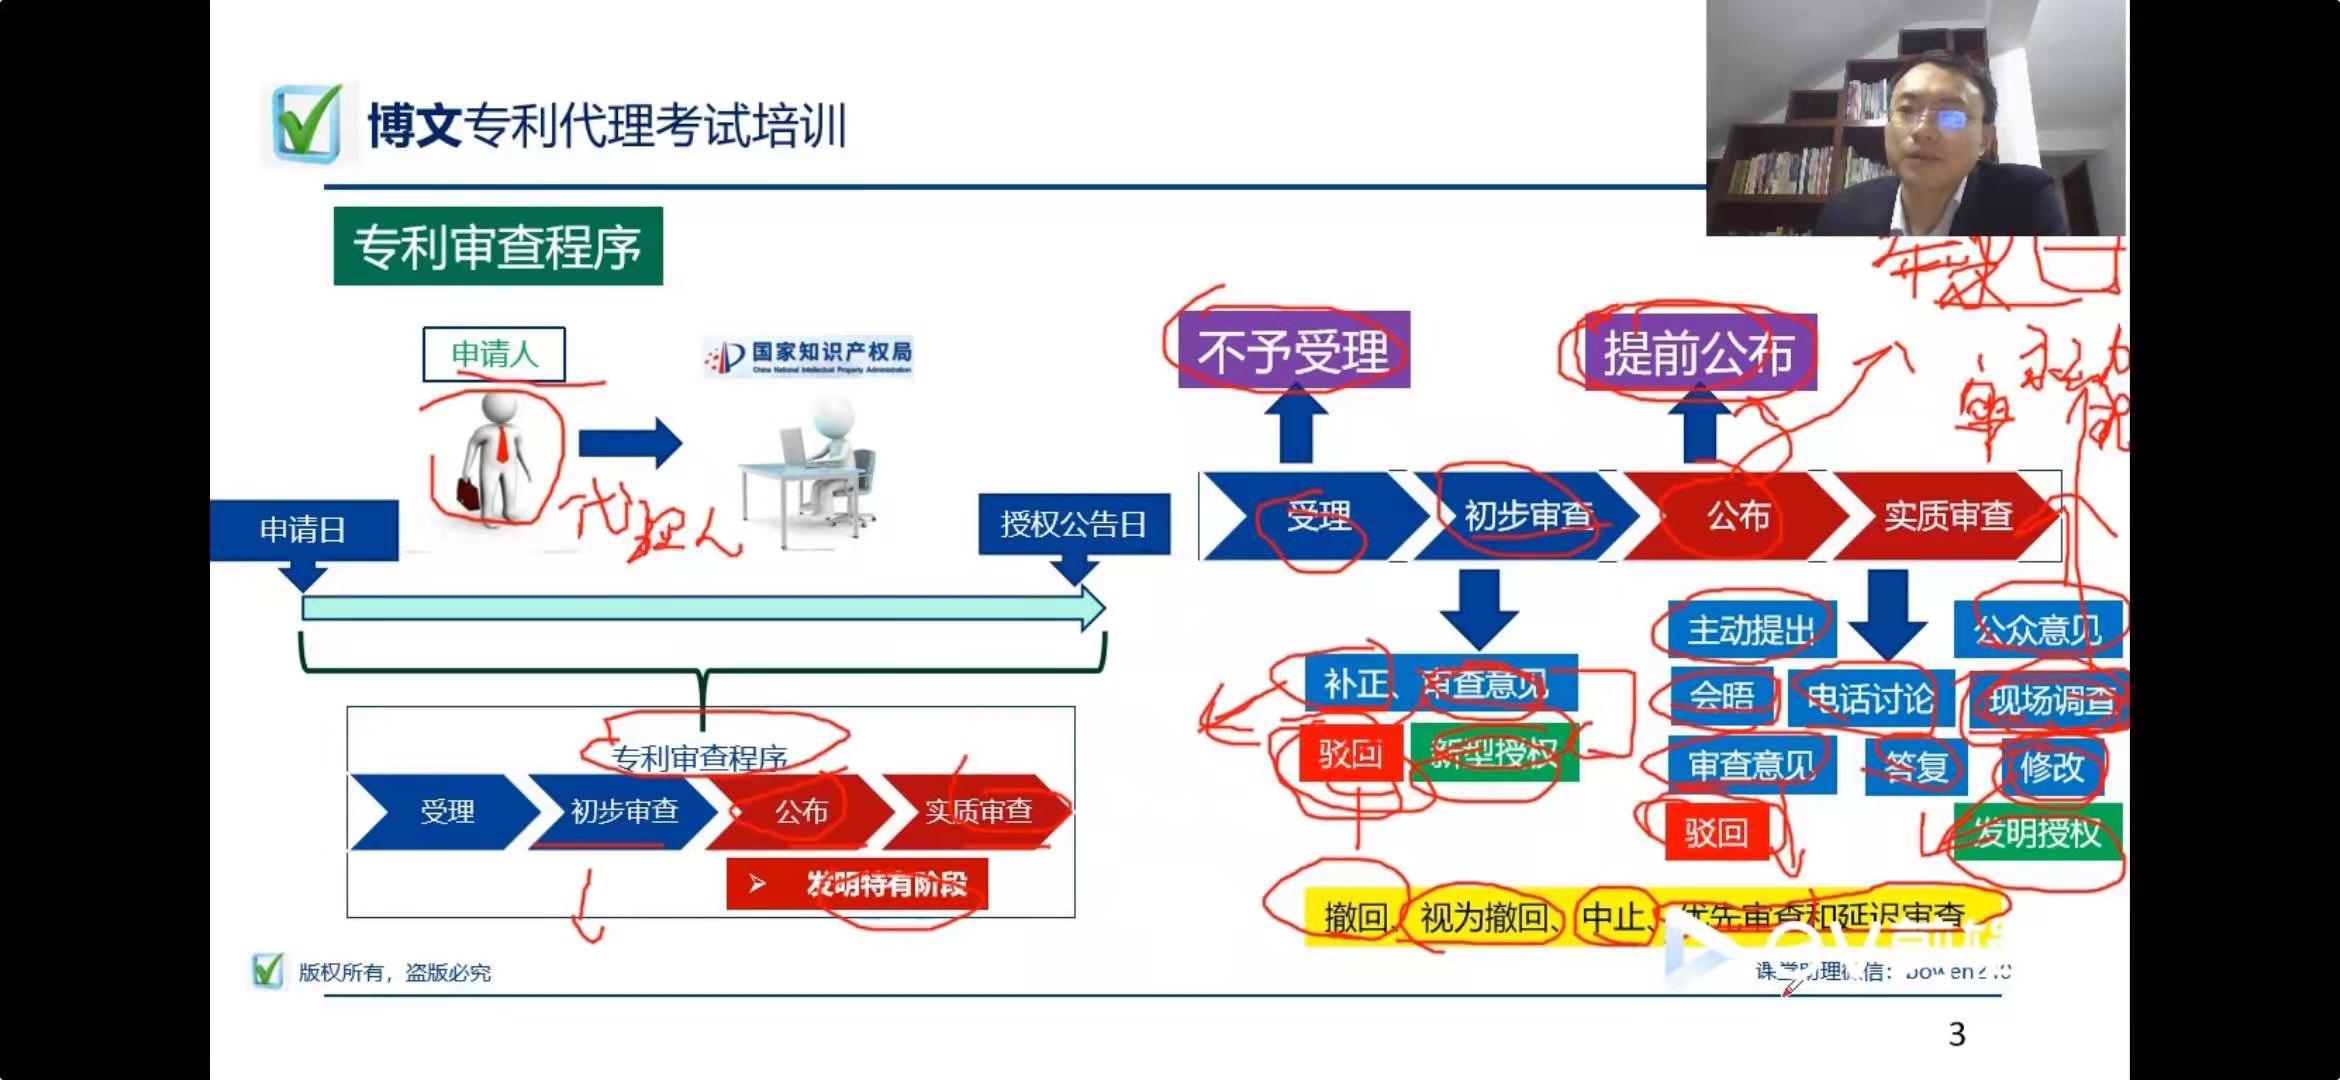 博文专利代理考试培训
专利审查程序
申请人
国家知识产权局
China National Intellectual Property Administration
代理人
申请日
授权公告日
专利审查程序
受理
初步审查
公布
实质审查
发明特有阶段
不予受理
提前公布
受理
初步审查
公布
实质审查
补正、审查意见
驳回
新型授权
主动提出
公众意见
会晤
电话讨论
现场调查
审查意见
答复
修改
驳回
发明授权
撤回、视为撤回、中止、优先审查和延迟审查
版权所有，盗版必究
课堂助理微信：
3